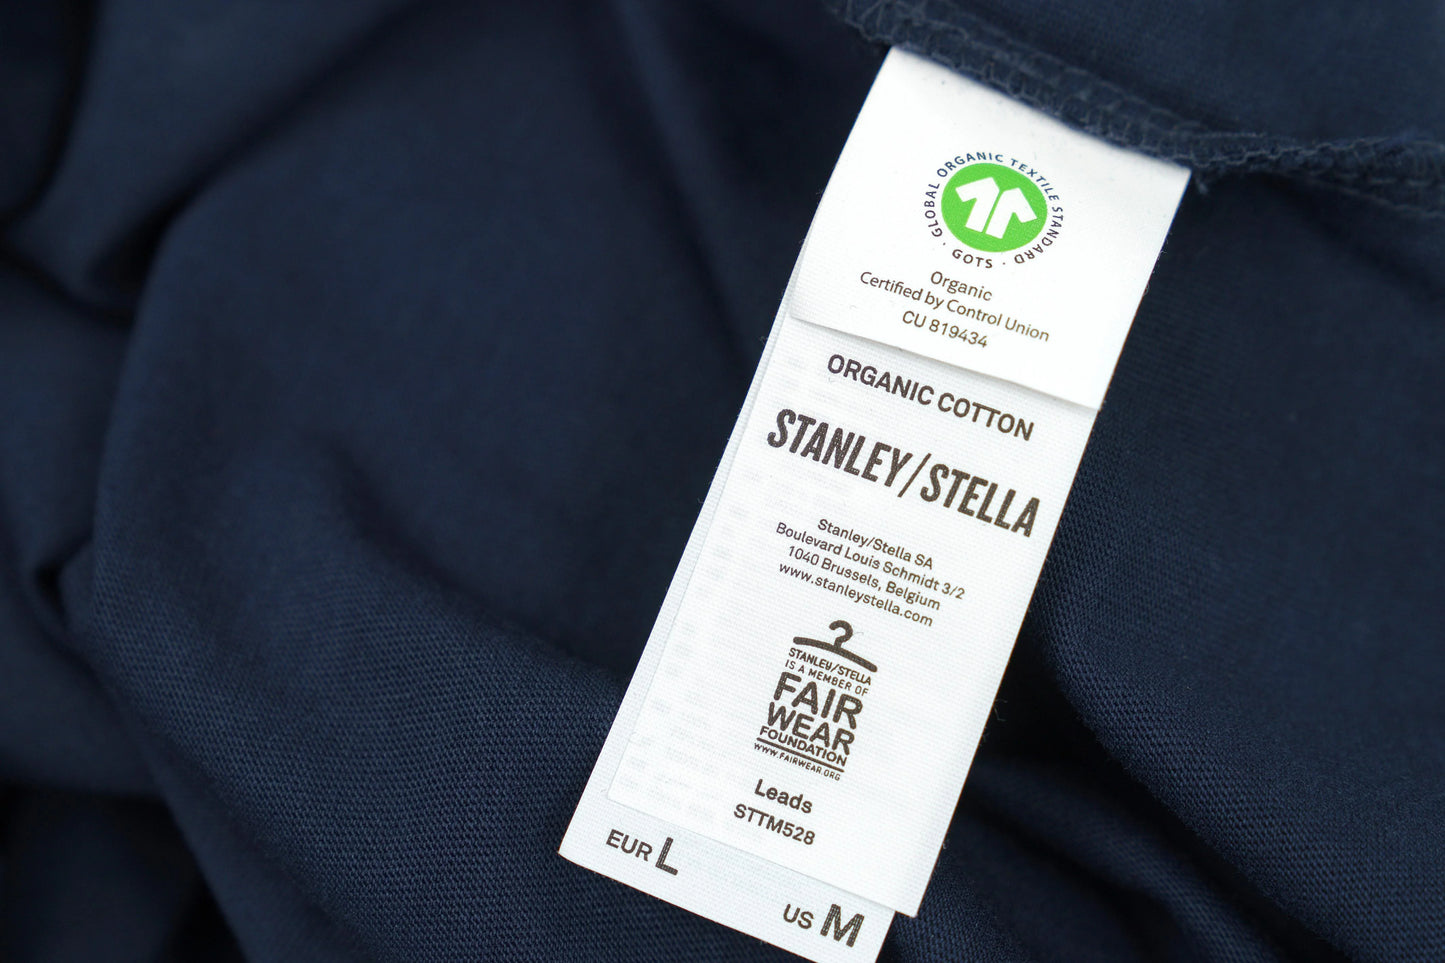 GLOBAL ORGANIC TEXTILE STANDARD · GOTS ·
Organic
Certified by Control Union
CU 819434
ORGANIC COTTON
STANLEY/STELLA
Stanley/Stella SA
Boulevard Louis Schmidt 3/2
1040 Brussels, Belgium
www.stanleystella.com
STANLEY/STELLA
IS A MEMBER OF
FAIR
WEAR
FOUNDATION
WWW.FAIRWEAR.ORG
Leads
STTM528
EUR L
US M